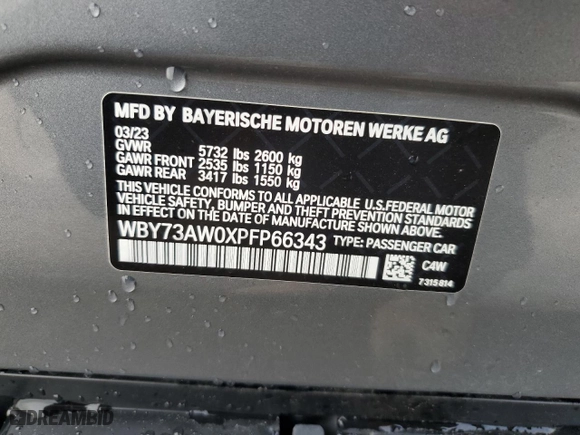 MFD BY BAYERISCHE MOTOREN WERKE AG
03/23
GVWR 5732 lbs 2600 kg
GAWR FRONT 2535 lbs 1150 kg
GAWR REAR 3417 lbs 1550 kg
THIS VEHICLE CONFORMS TO ALL APPLICABLE U.S.FEDERAL MOTOR
VEHICLE SAFETY, BUMPER AND THEFT PREVENTION STANDARDS IN
EFFECT ON THE DATE OF MANUFACTURE SHOWN ABOVE.
WBY73AW0XPFP66343 TYPE: PASSENGER CAR
C4W
7315814
DREAMBID